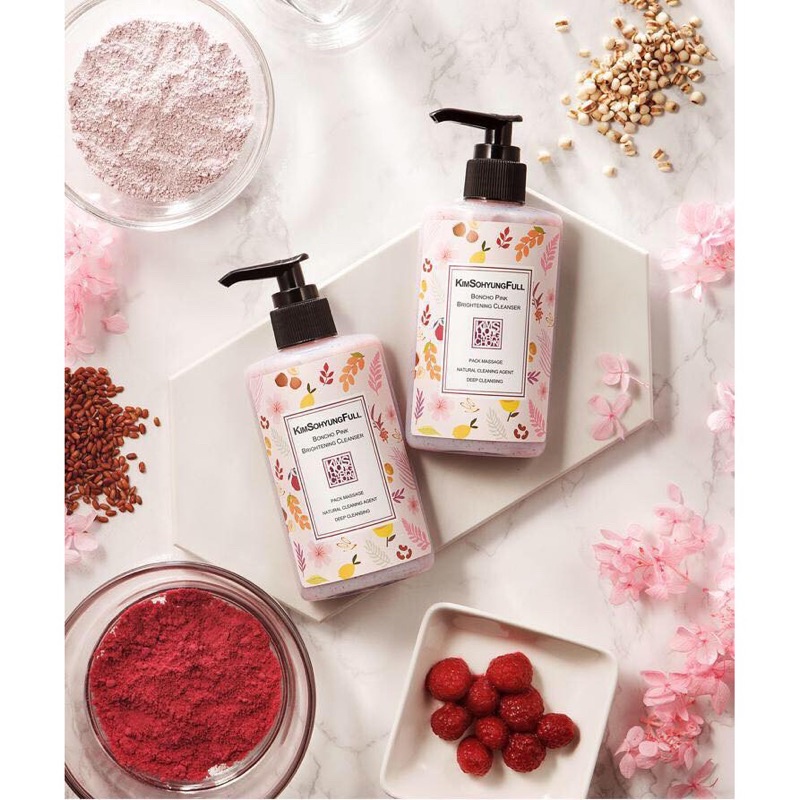 KIMSOHYUNGFULL
BONCHO PINK
BRIGHTENING CLEANSER
PACK MASSAGE
NATURAL CLEANING AGENT
DEEP CLEANSING
KIMSOHYUNGFULL
BONCHO PINK
BRIGHTENING CLEANSER
PACK MASSAGE
NATURAL CLEANING AGENT
DEEP CLEANSING